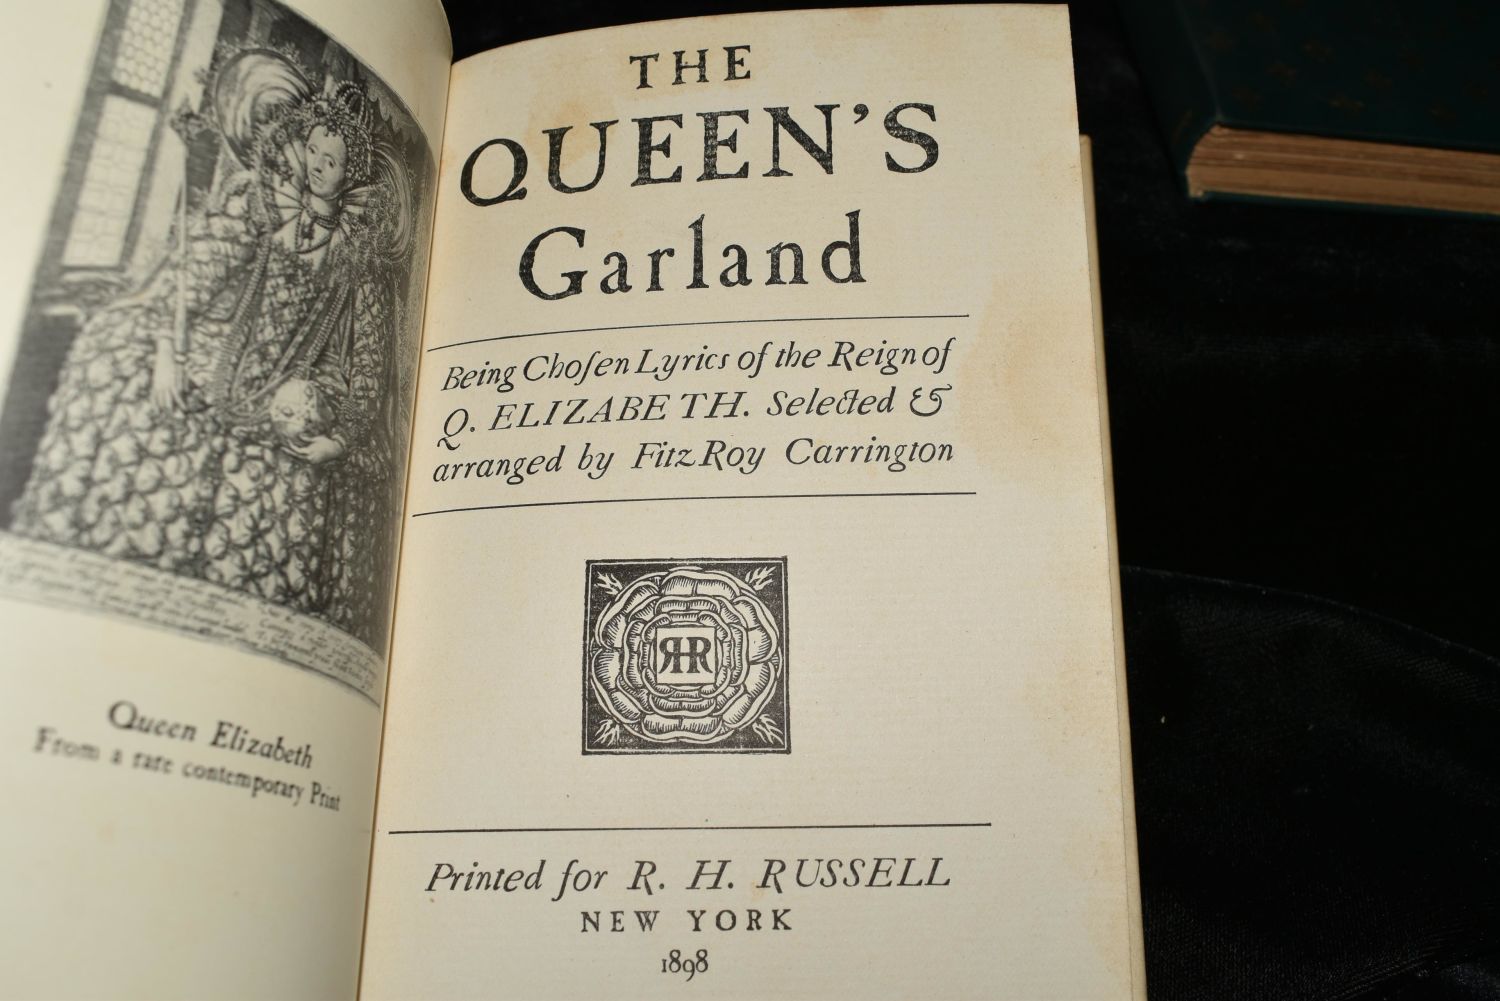 Queen Elizabeth
From a rare contemporary Print
THE
QUEEN'S
Garland
Being Choſen Lyrics of the Reign of
Q. ELIZABETH. Selected &
arranged by FitzRoy Carrington
RHR
Printed for R. H. RUSSELL
NEW YORK
1898